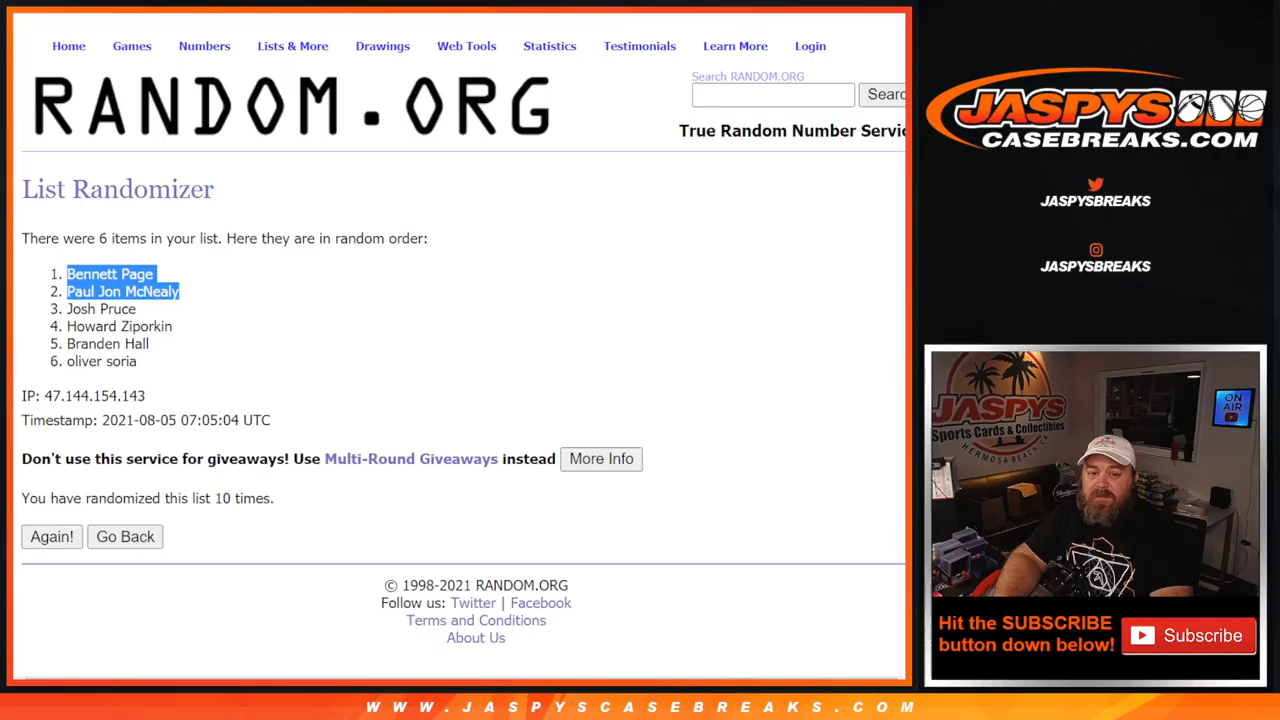 Home Games Numbers Lists & More Drawings Web Tools Statistics Testimonials Learn More Login
RANDOM.ORG
Search RANDOM.ORG
Searc
True Random Number Servic
List Randomizer
There were 6 items in your list. Here they are in random order:
1. Bennett Page
2. Paul Jon McNealy
3. Josh Pruce
4. Howard Ziporkin
5. Branden Hall
6. oliver soria
IP: 47.144.154.143
Timestamp: 2021-08-05 07:05:04 UTC
Don't use this service for giveaways! Use Multi-Round Giveaways instead More Info
You have randomized this list 10 times.
Again! Go Back
© 1998-2021 RANDOM.ORG
Follow us: Twitter | Facebook
Terms and Conditions
About Us
JASPYS
CASEBREAKS.COM
JASPYSBREAKS
JASPYSBREAKS
JASPYS
Sports Cards & Collectibles
HERMOSA BEACH, CA
ON
AIR
Hit the SUBSCRIBE
button down below!
Subscribe
WWW.JASPYSCASEBREAKS.COM